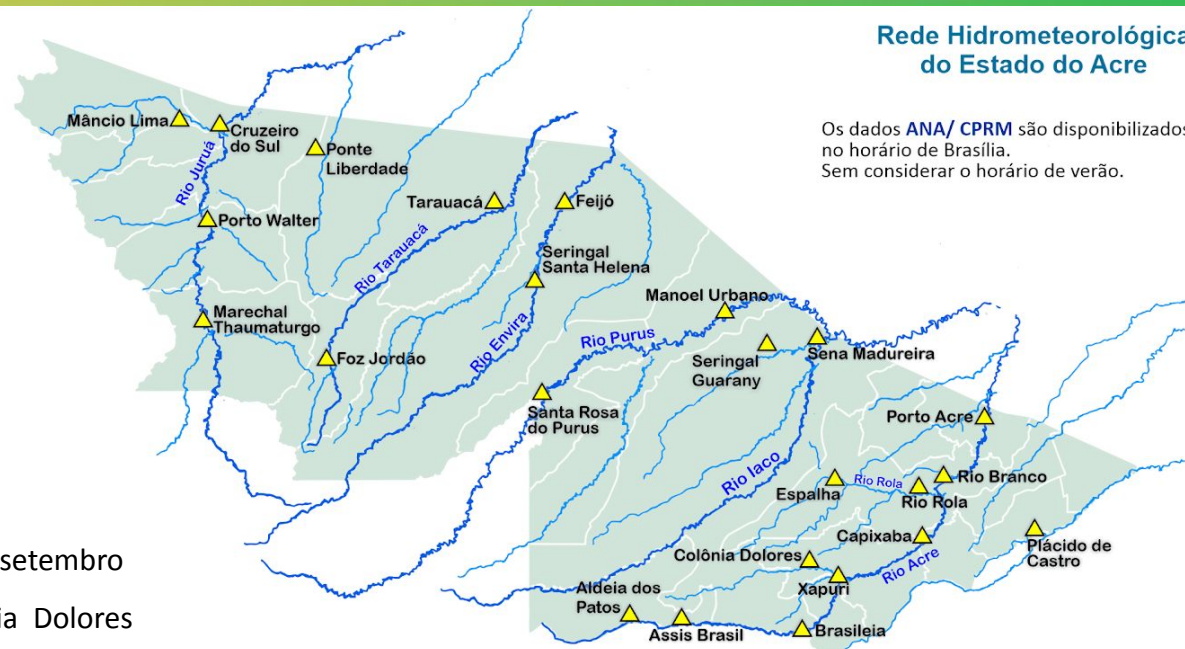 Rede Hidrometeorológica
do Estado do Acre
Os dados ANA/ CPRM são disponibilizados
no horário de Brasília.
Sem considerar o horário de verão.
Mâncio Lima
Cruzeiro
do Sul
Ponte
Liberdade
Rio Juruá
Porto Walter
Tarauacá
Feijó
Rio Tarauacá
Seringal
Santa Helena
Marechal
Thaumaturgo
Foz Jordão
Rio Envira
Manoel Urbano
Rio Purus
Seringal
Guarany
Sena Madureira
Santa Rosa
do Purus
Porto Acre
Rio Iaco
Espalha
Rio Rola
Rio Rola
Rio Branco
Capixaba
Plácido de
Castro
Colônia Dolores
Rio Acre
Xapuri
Aldeia dos
Patos
Assis Brasil
Brasileia
setembro
Dolores